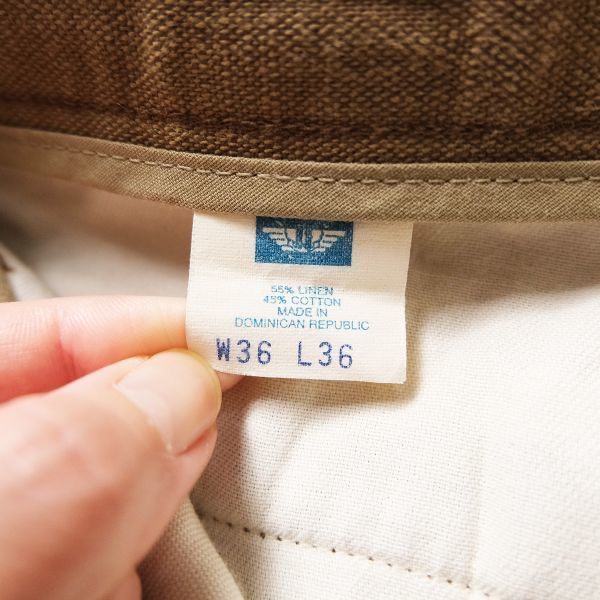 55% LINEN
45% COTTON
MADE IN
DOMINICAN REPUBLIC
W36 L36